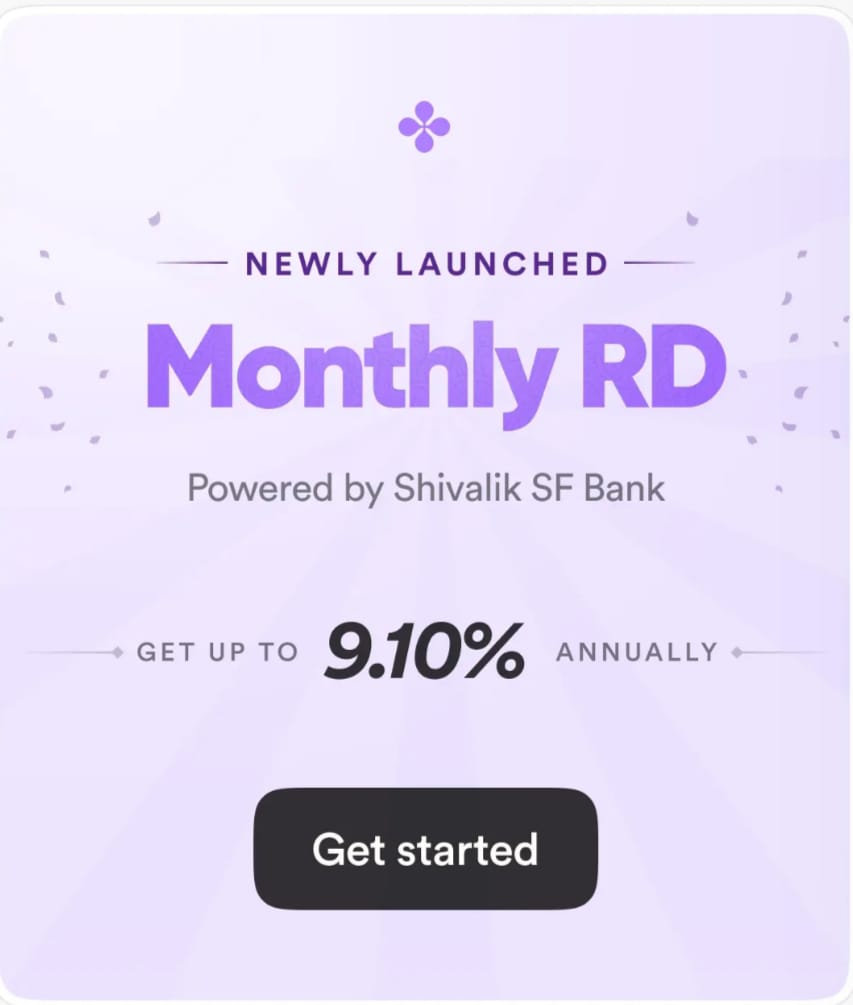 NEWLY LAUNCHED
Monthly RD
Powered by Shivalik SF Bank
GET UP TO 9.10% ANNUALLY
Get started